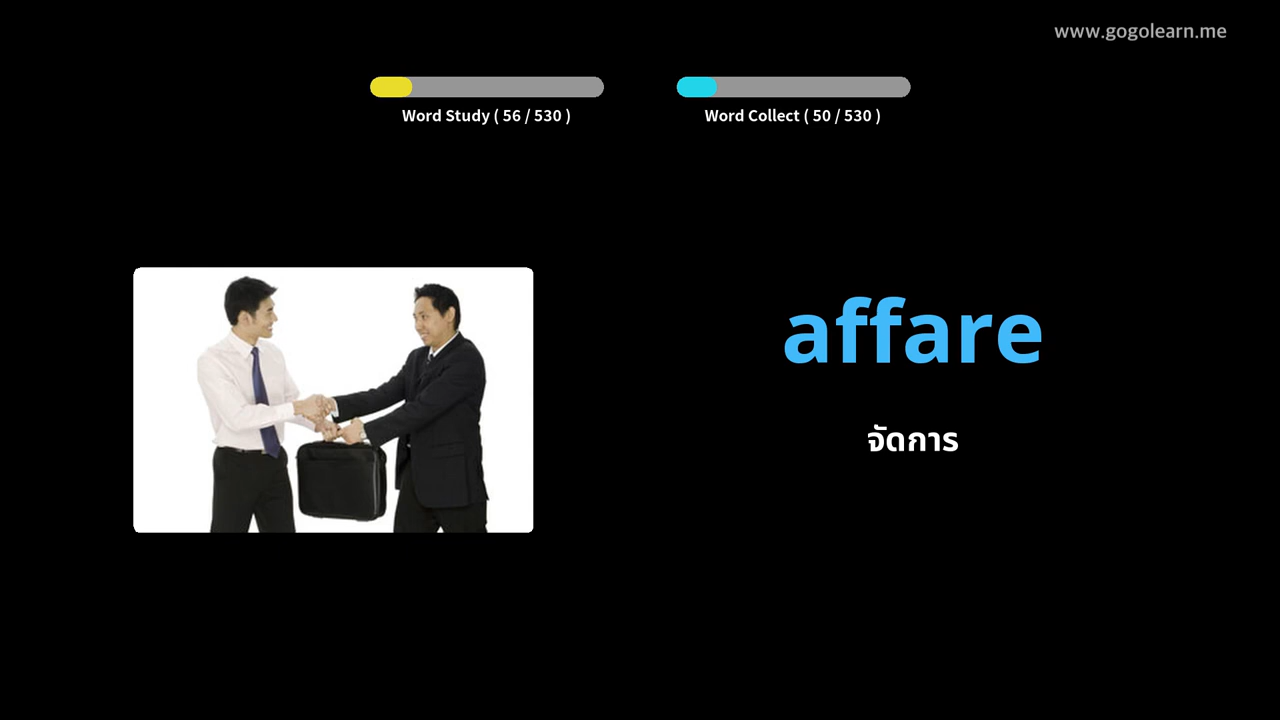 www.gogolearn.me
Word Study ( 56 / 530 )
Word Collect ( 50 / 530 )
affare
จัดการ